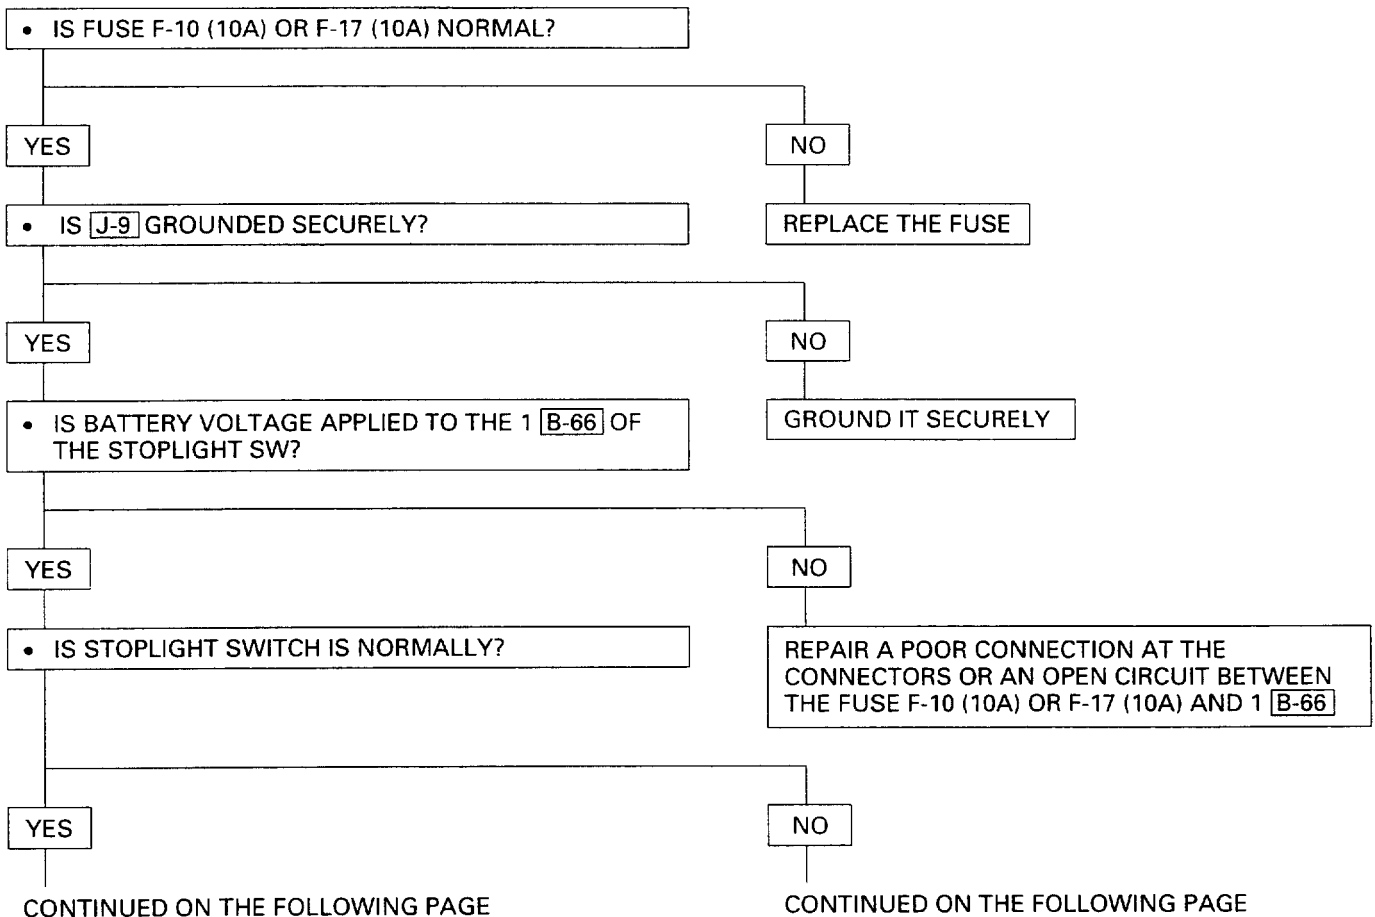 • IS FUSE F-10 (10A) OR F-17 (10A) NORMAL?
YES
NO
• IS J-9 GROUNDED SECURELY?
REPLACE THE FUSE
YES
NO
• IS BATTERY VOLTAGE APPLIED TO THE 1 B-66 OF
THE STOPLIGHT SW?
GROUND IT SECURELY
YES
NO
• IS STOPLIGHT SWITCH IS NORMALLY?
REPAIR A POOR CONNECTION AT THE
CONNECTORS OR AN OPEN CIRCUIT BETWEEN
THE FUSE F-10 (10A) OR F-17 (10A) AND 1 B-66
YES
NO
CONTINUED ON THE FOLLOWING PAGE
CONTINUED ON THE FOLLOWING PAGE